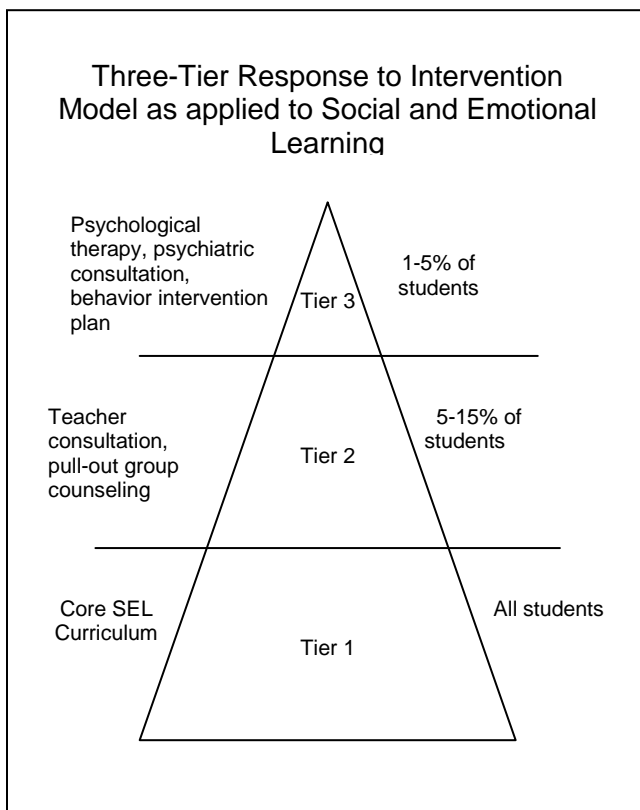 Three-Tier Response to Intervention
Model as applied to Social and Emotional
Learning
Psychological
therapy, psychiatric
consultation,
behavior intervention
plan
Tier 3
1-5% of
students
Teacher
consultation,
pull-out group
counseling
Tier 2
5-15% of
students
Core SEL
Curriculum
Tier 1
All students